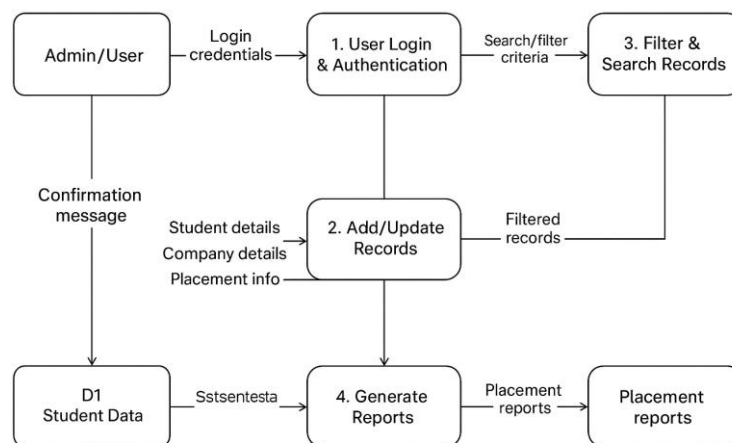 Admin/User
Login
credentials
1. User Login
& Authentication
Search/filter
criteria
3. Filter &
Search Records
Confirmation
message
Student details
Company details
Placement info
2. Add/Update
Records
Filtered
records
D1
Student Data
Sstsentesta
4. Generate
Reports
Placement
reports
Placement
reports